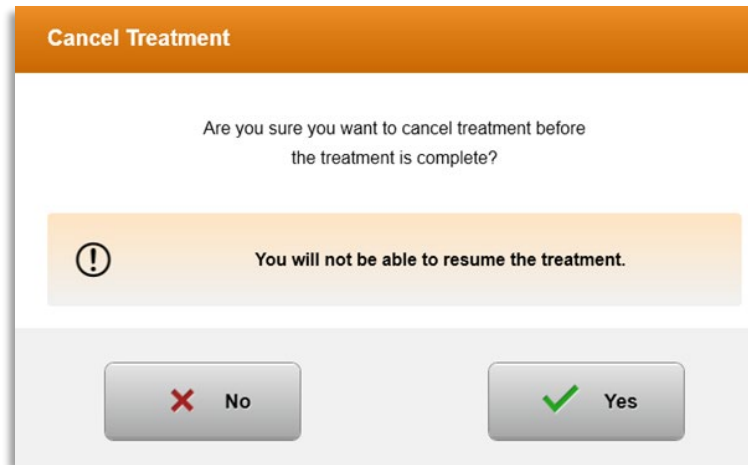 Cancel Treatment
Are you sure you want to cancel treatment before
the treatment is complete?
You will not be able to resume the treatment.
No
Yes